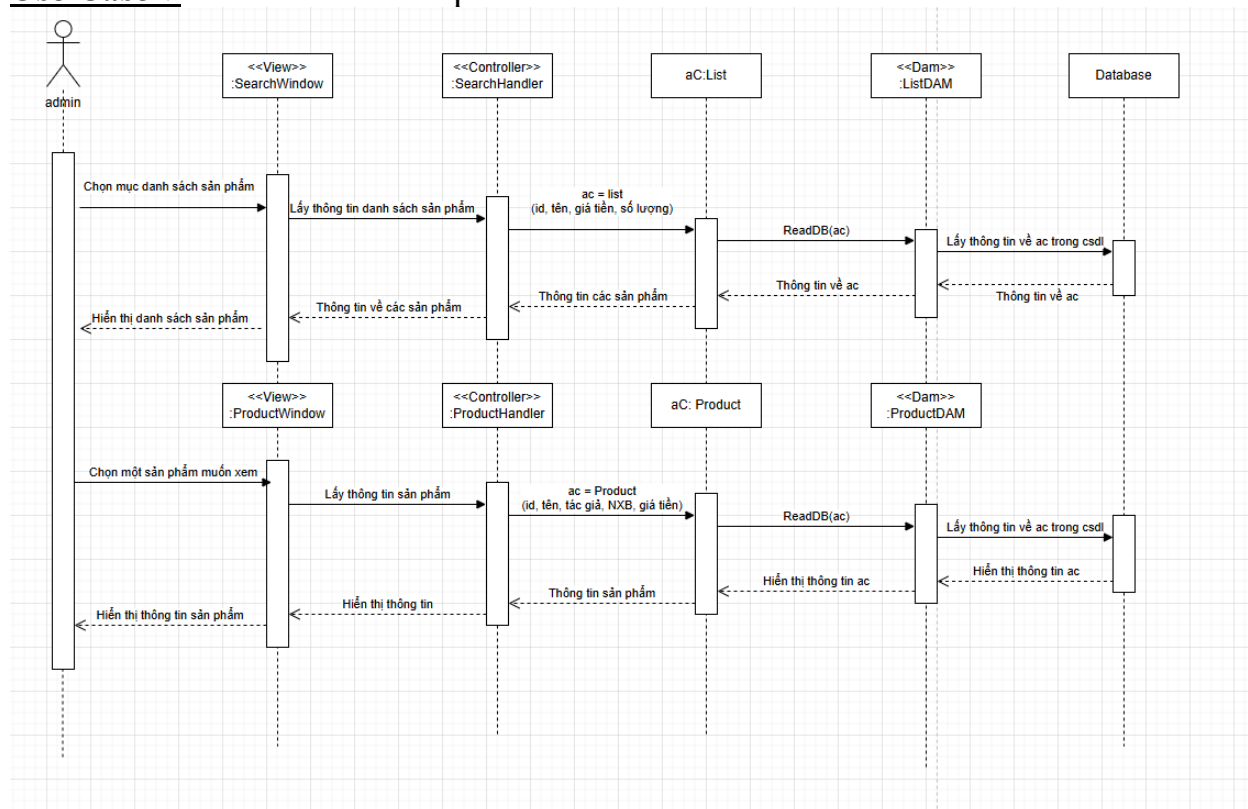 admin
<<View>>
:SearchWindow
<<Controller>>
:SearchHandler
aC:List
<<Dam>>
:ListDAM
Database
Chọn mục danh sách sản phẩm
Lấy thông tin danh sách sản phẩm
ac = list
(id, tên, giá tiền, số lượng)
ReadDB(ac)
Lấy thông tin về ac trong csdl
Thông tin về ac
Thông tin về ac
Thông tin các sản phẩm
Thông tin về các sản phẩm
Hiển thị danh sách sản phẩm
<<View>>
:ProductWindow
<<Controller>>
:ProductHandler
aC: Product
<<Dam>>
:ProductDAM
Chọn một sản phẩm muốn xem
Lấy thông tin sản phẩm
ac = Product
(id, tên, tác giả, NXB, giá tiền)
ReadDB(ac)
Lấy thông tin về ac trong csdl
Hiển thị thông tin ac
Hiển thị thông tin ac
Thông tin sản phẩm
Hiển thị thông tin
Hiển thị thông tin sản phẩm